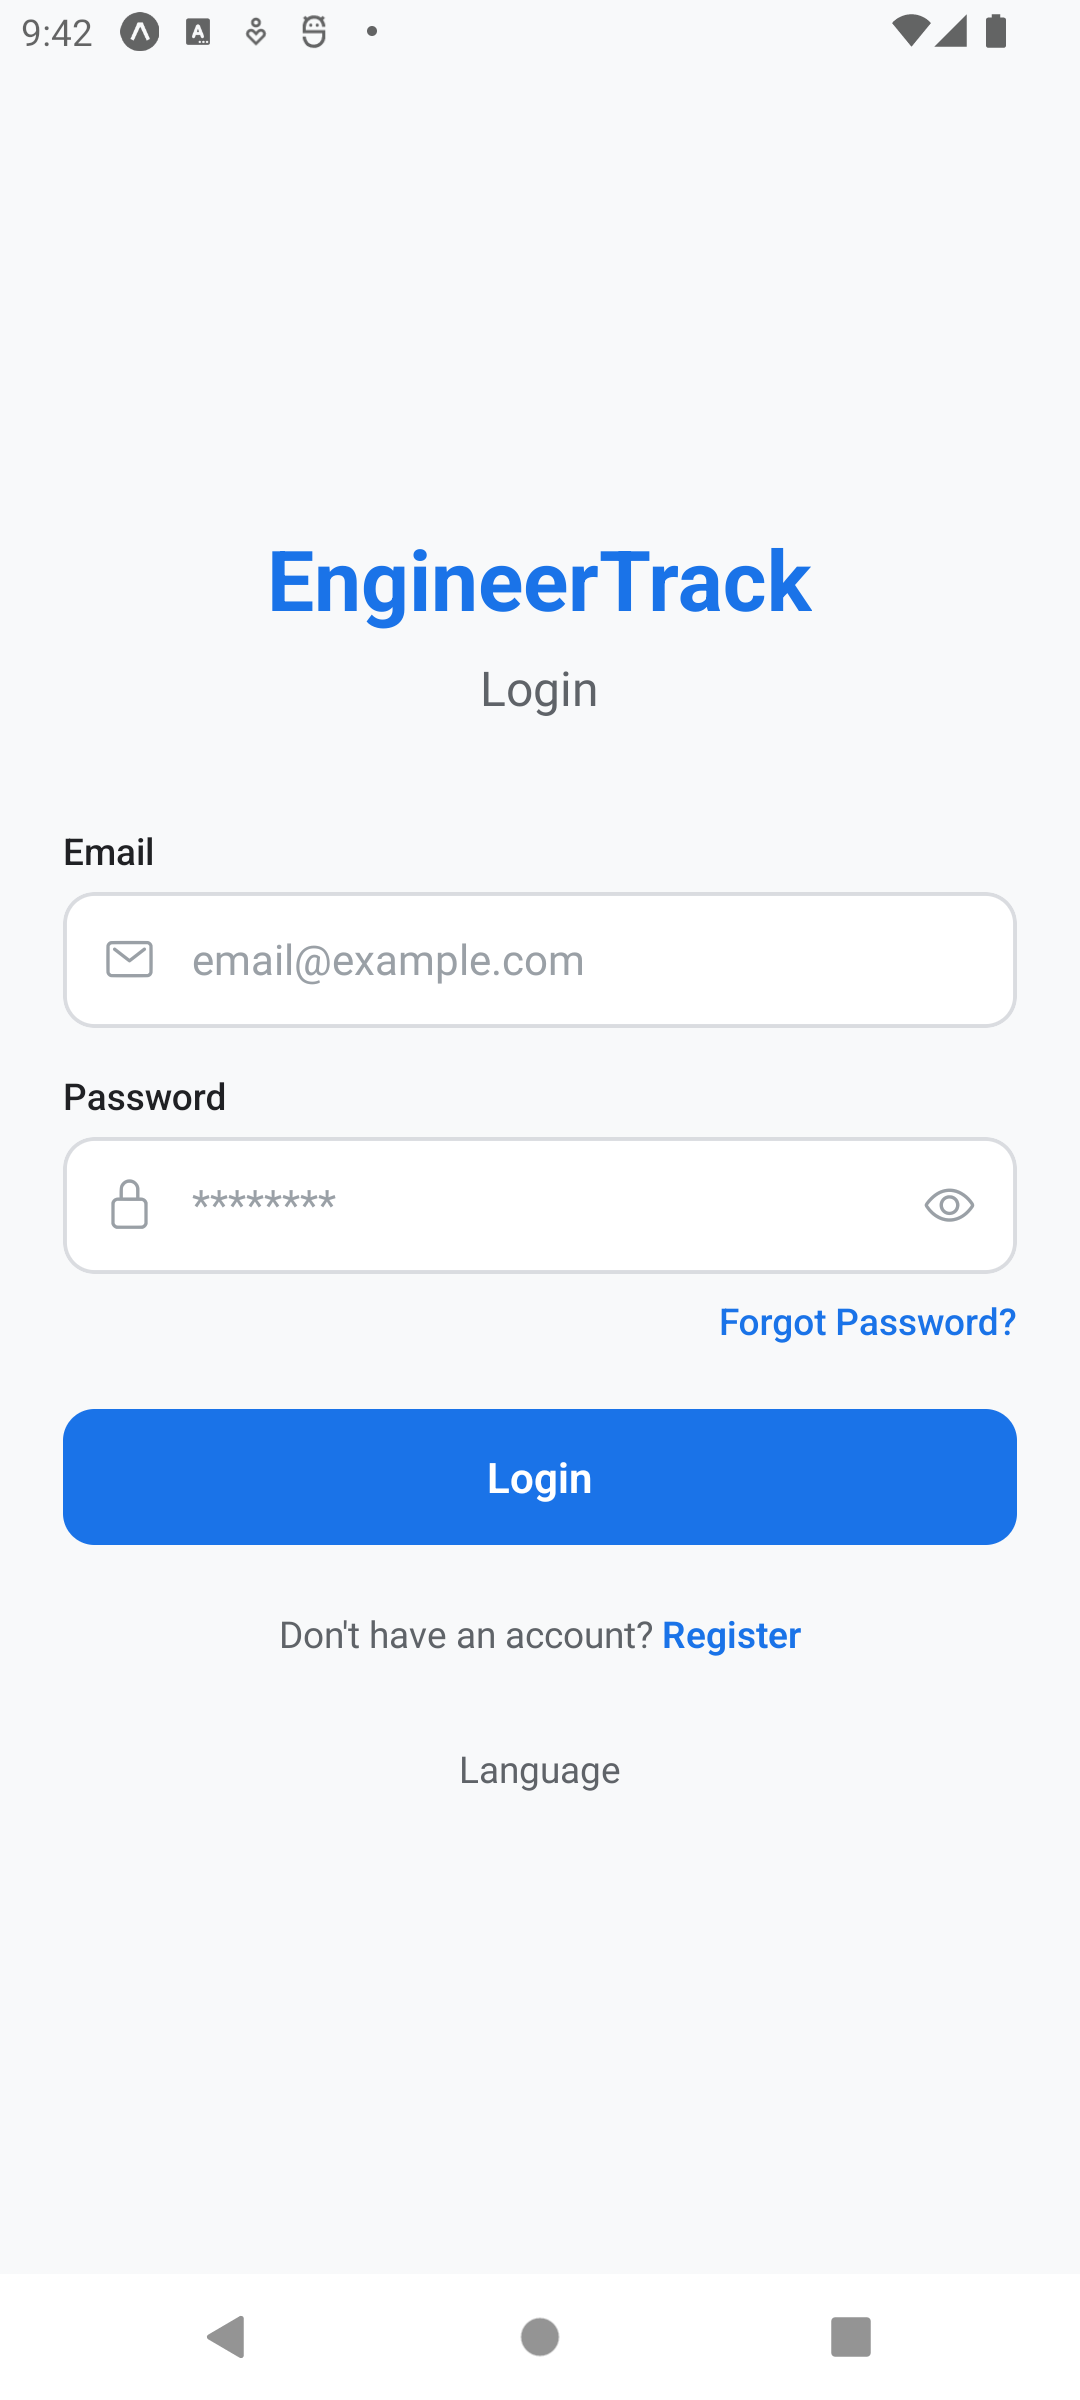 9:42
EngineerTrack
Login
Email
email@example.com
Password
********
Forgot Password?
Login
Don't have an account? Register
Language